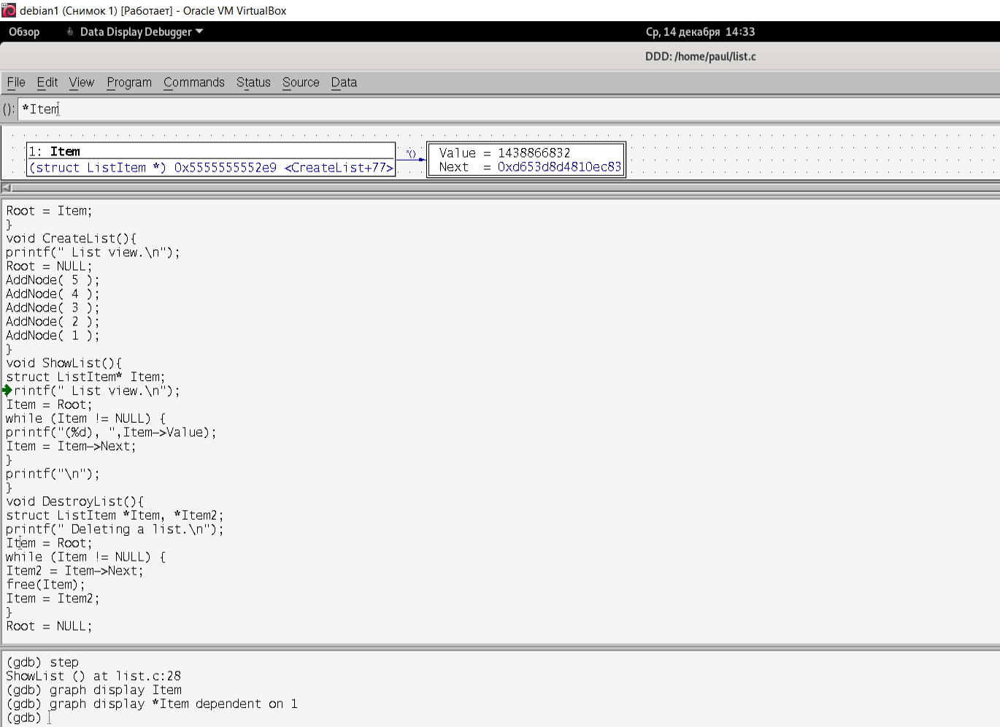 debian1 (Снимок 1) [Работает] - Oracle VM VirtualBox
Обзор Data Display Debugger Ср, 14 декабря 14:33
DDD: /home/paul/list.c
File Edit View Program Commands Status Source Data
(): *Item
1: Item
(struct ListItem *) 0x5555555552e9 <CreateList+77>
*()
Value = 1438866832
Next = 0xd653d8d4810ec83
Root = Item;
}
void CreateList(){
printf(" List view.\n");
Root = NULL;
AddNode( 5 );
AddNode( 4 );
AddNode( 3 );
AddNode( 2 );
AddNode( 1 );
}
void ShowList(){
struct ListItem* Item;
rintf(" List view.\n");
Item = Root;
while (Item != NULL) {
printf("(%d), ",Item->Value);
Item = Item->Next;
}
printf("\n");
}
void DestroyList(){
struct ListItem *Item, *Item2;
printf(" Deleting a list.\n");
Item = Root;
while (Item != NULL) {
Item2 = Item->Next;
free(Item);
Item = Item2;
}
Root = NULL;
(gdb) step
ShowList () at list.c:28
(gdb) graph display Item
(gdb) graph display *Item dependent on 1
(gdb)